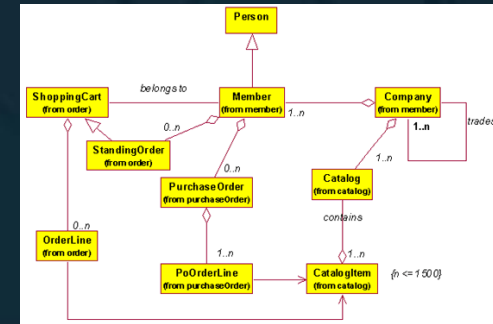 Person
belongs to
ShoppingCart
(from order)
Member
(from member)
1..n
Company
(from member)
1..n
trades
0..n
StandingOrder
(from order)
0..n
1..n
PurchaseOrder
(from purchaseOrder)
Catalog
(from catalog)
contains
0..n
OrderLine
(from order)
1..n
1..n
PoOrderLine
(from purchaseOrder)
CatalogItem
(from catalog)
{n <= 1500}